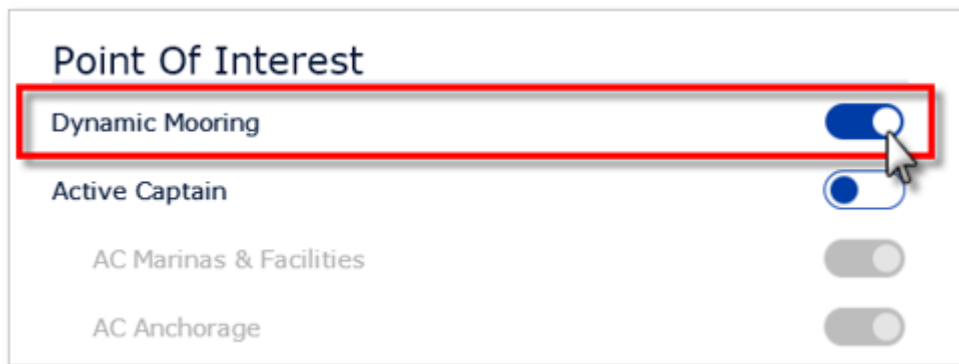 Point Of Interest
Dynamic Mooring
Active Captain
AC Marinas & Facilities
AC Anchorage